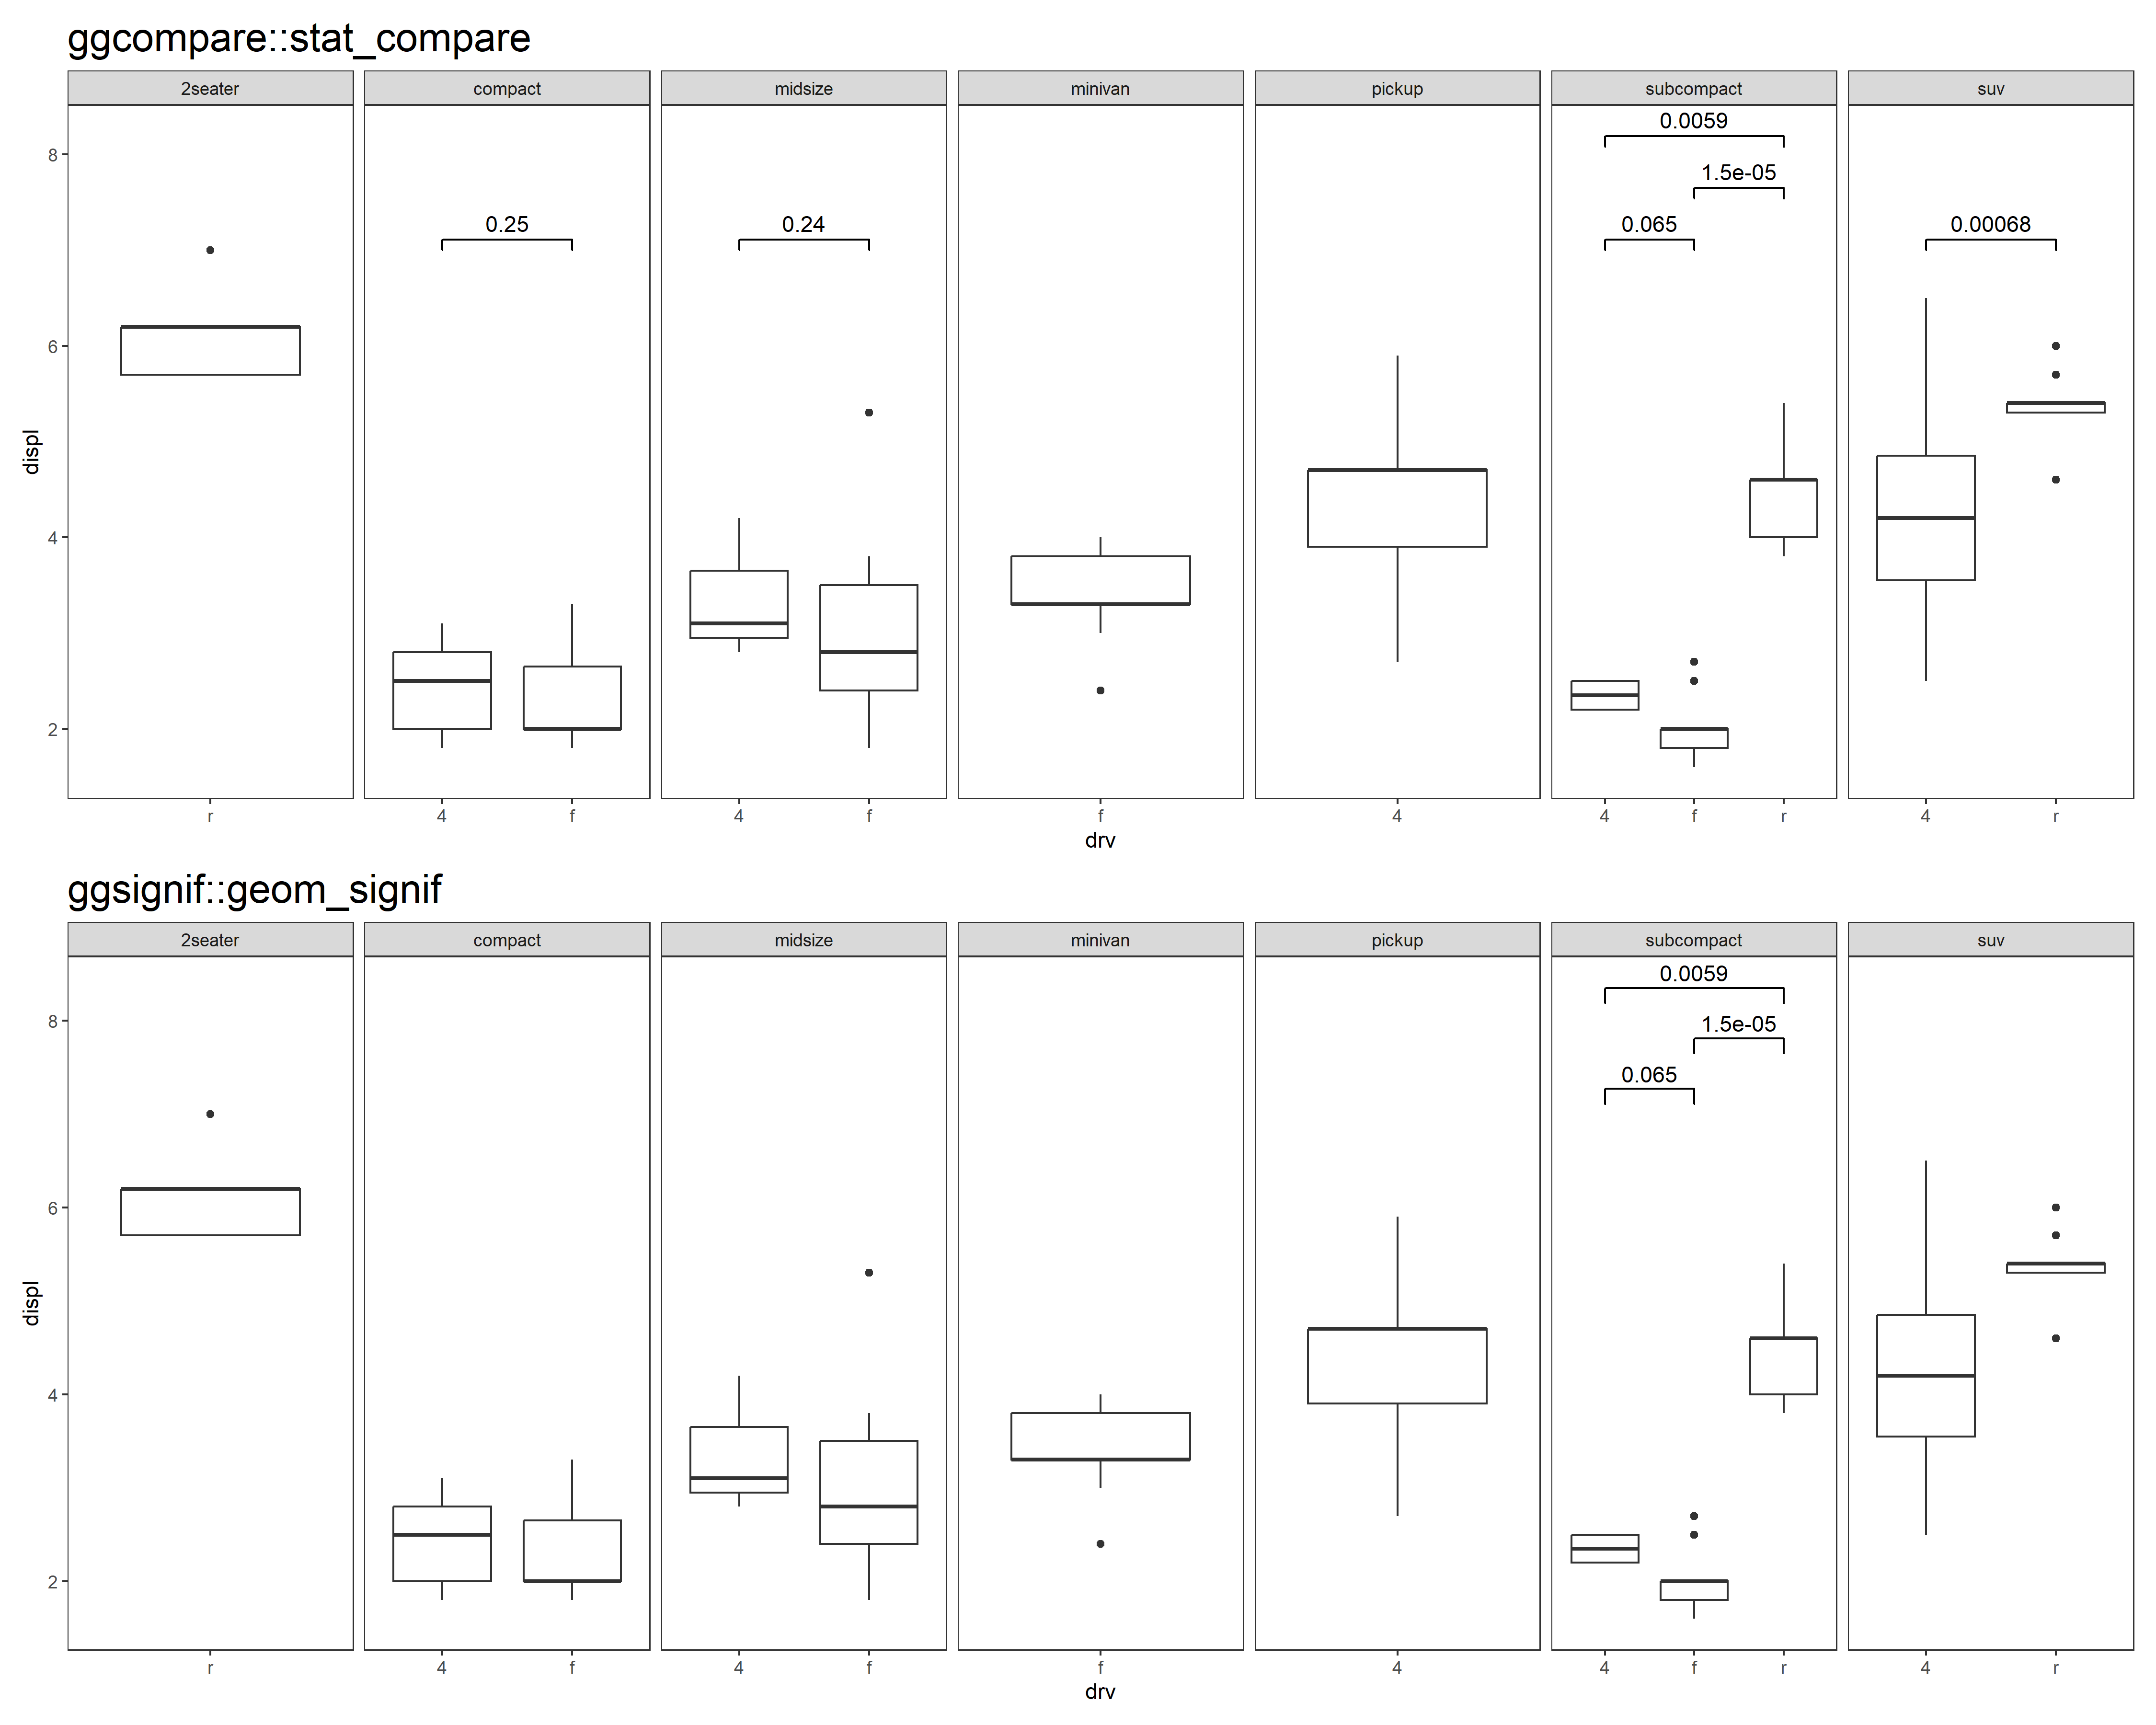 ggcompare::stat_compare
2seater compact midsize minivan pickup subcompact suv
0.0059
8
1.5e-05
0.25 0.24 0.065 0.00068
6
displ
4
2
r 4 f 4 f f 4 4 f r 4 r
drv
ggsignif::geom_signif
2seater compact midsize minivan pickup subcompact suv
0.0059
8
1.5e-05
0.065
6
displ
4
2
r 4 f 4 f f 4 4 f r 4 r
drv